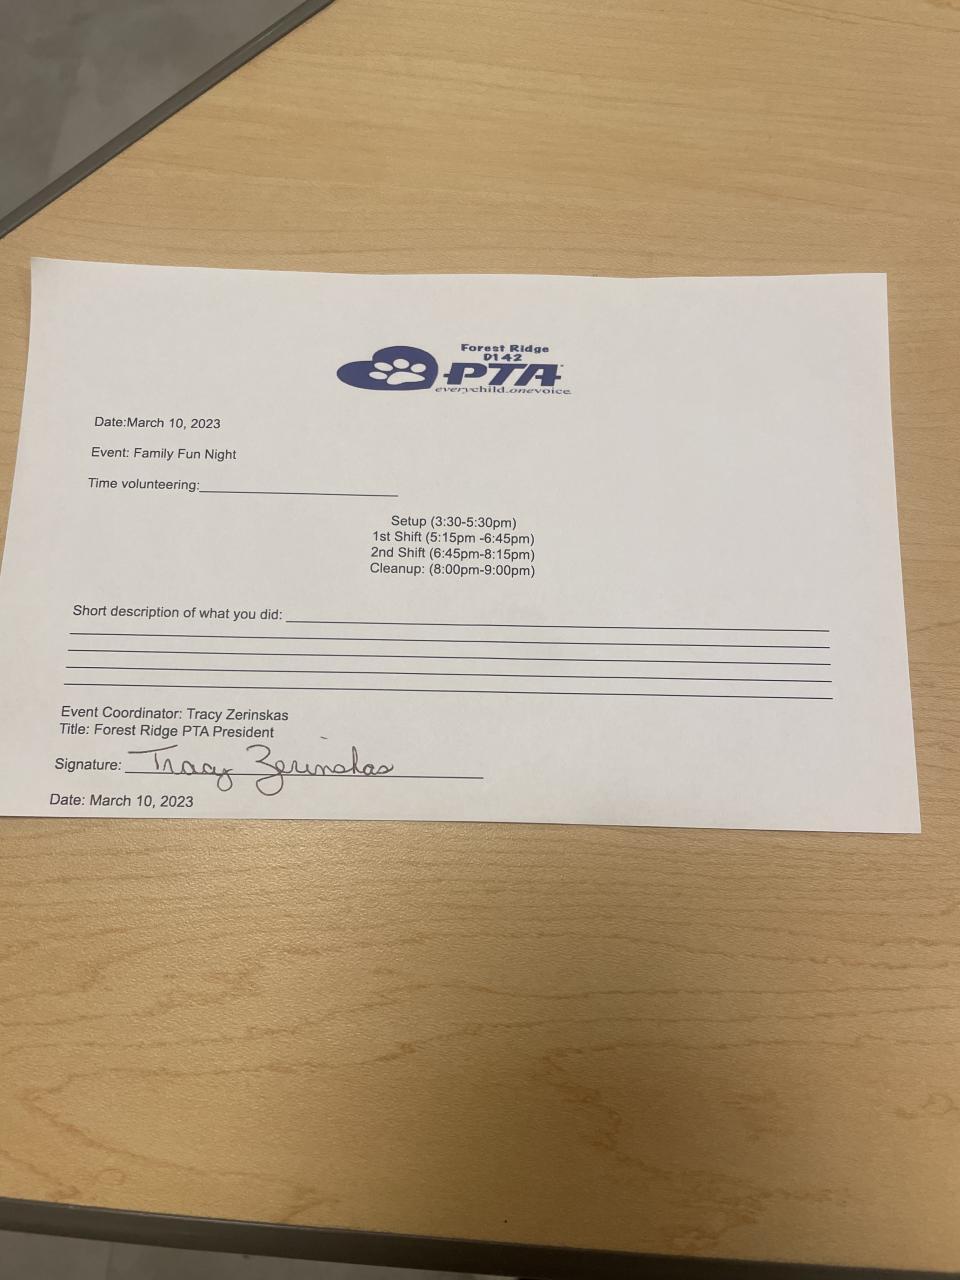 Forest Ridge
D142
PTA
everychild.onevoice.
Date:March 10, 2023
Event: Family Fun Night
Time volunteering:
Setup (3:30-5:30pm)
1st Shift (5:15pm -6:45pm)
2nd Shift (6:45pm-8:15pm)
Cleanup: (8:00pm-9:00pm)
Short description of what you did:
Event Coordinator: Tracy Zerinskas
Title: Forest Ridge PTA President
Signature: Tracy Zerinskas
Date: March 10, 2023